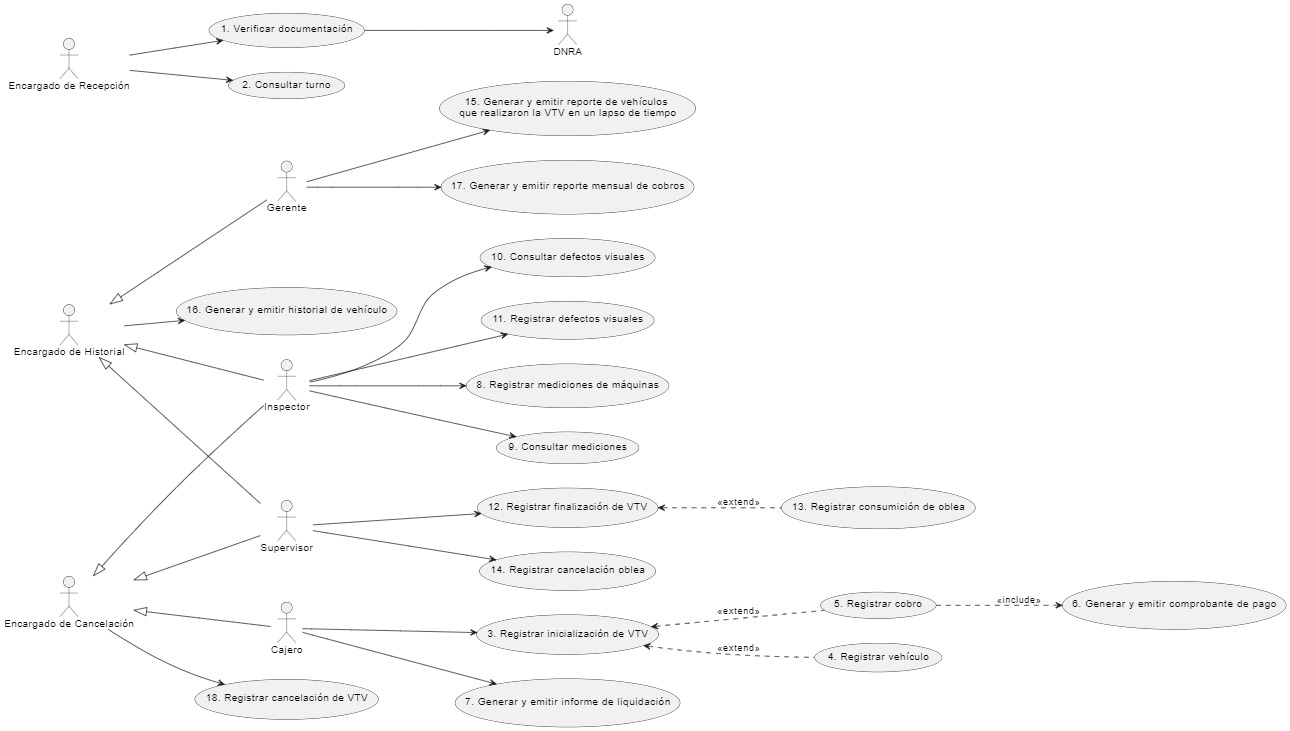 1. Verificar documentación
DNRA
Encargado de Recepción
2. Consultar turno
15. Generar y emitir reporte de vehículos
que realizaron la VTV en un lapso de tiempo
Gerente
17. Generar y emitir reporte mensual de cobros
10. Consultar defectos visuales
16. Generar y emitir historial de vehículo
11. Registrar defectos visuales
Encargado de Historial
Inspector
8. Registrar mediciones de máquinas
9. Consultar mediciones
12. Registrar finalización de VTV
«extend»
13. Registrar consumición de oblea
Supervisor
14. Registrar cancelación oblea
Encargado de Cancelación
Cajero
3. Registrar inicialización de VTV
«extend»
5. Registrar cobro
«include»
6. Generar y emitir comprobante de pago
«extend»
4. Registrar vehículo
18. Registrar cancelación de VTV
7. Generar y emitir informe de liquidación